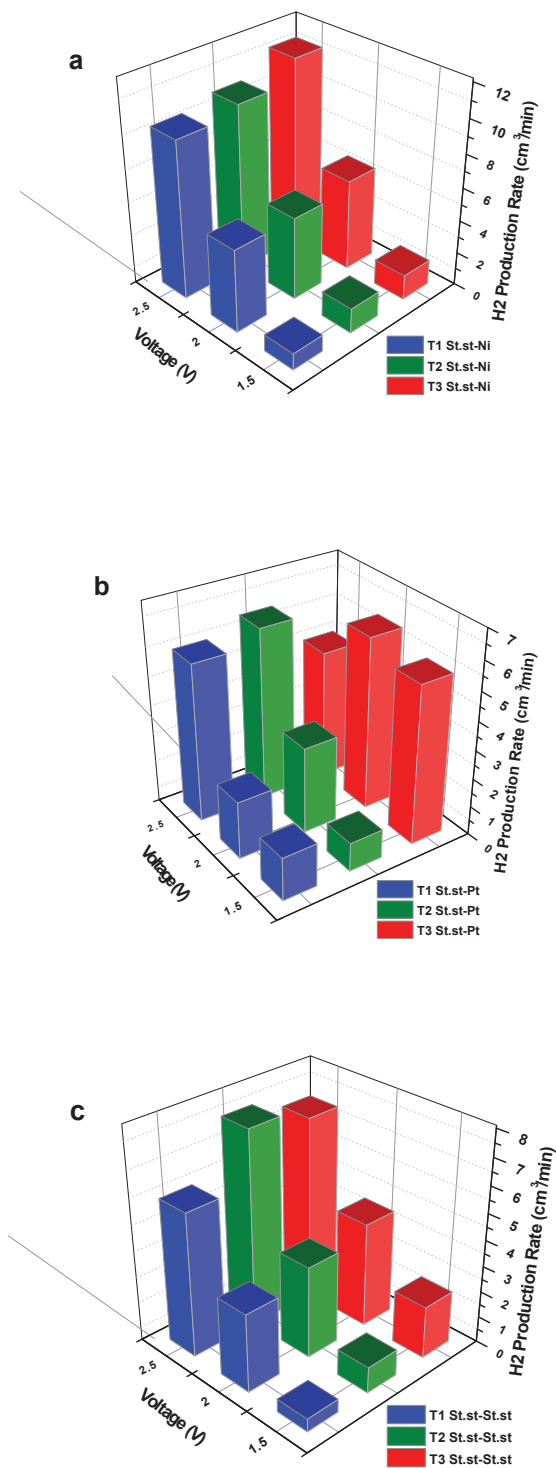 a
12
10
8
6
4
2
0
H2 Production Rate (cm³/min)
2.5
2
1.5
Voltage (V)
T1 St.st-Ni
T2 St.st-Ni
T3 St.st-Ni
b
7
6
5
4
3
2
1
0
H2 Production Rate (cm³/min)
2.5
2
1.5
Voltage(V)
T1 St.st-Pt
T2 St.st-Pt
T3 St.st-Pt
c
8
7
6
5
4
3
2
1
0
H2 Production Rate (cm³/min)
2.5
2
1.5
Voltage (V)
T1 St.st-St.st
T2 St.st-St.st
T3 St.st-St.st